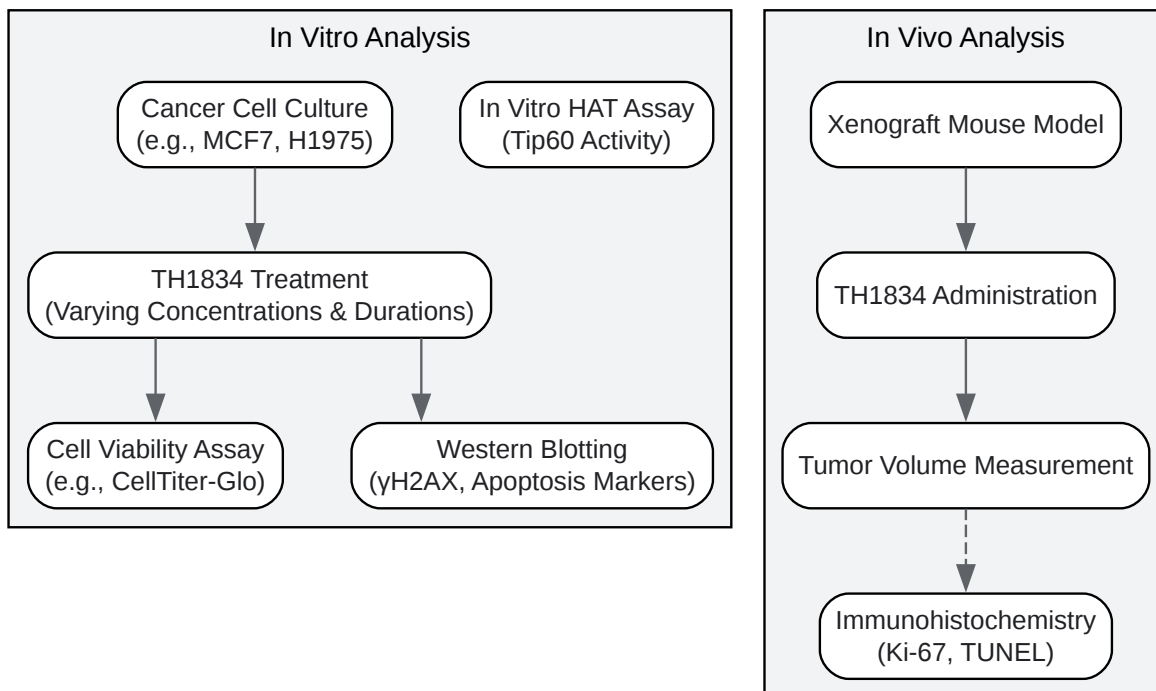 In Vitro Analysis
Cancer Cell Culture
(e.g., MCF7, H1975)
In Vitro HAT Assay
(Tip60 Activity)
TH1834 Treatment
(Varying Concentrations & Durations)
Cell Viability Assay
(e.g., CellTiter-Glo)
Western Blotting
(γH2AX, Apoptosis Markers)
In Vivo Analysis
Xenograft Mouse Model
TH1834 Administration
Tumor Volume Measurement
Immunohistochemistry
(Ki-67, TUNEL)